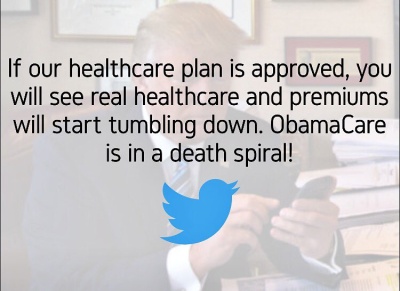 If our healthcare plan is approved, you
will see real healthcare and premiums
will start tumbling down. ObamaCare
is in a death spiral!